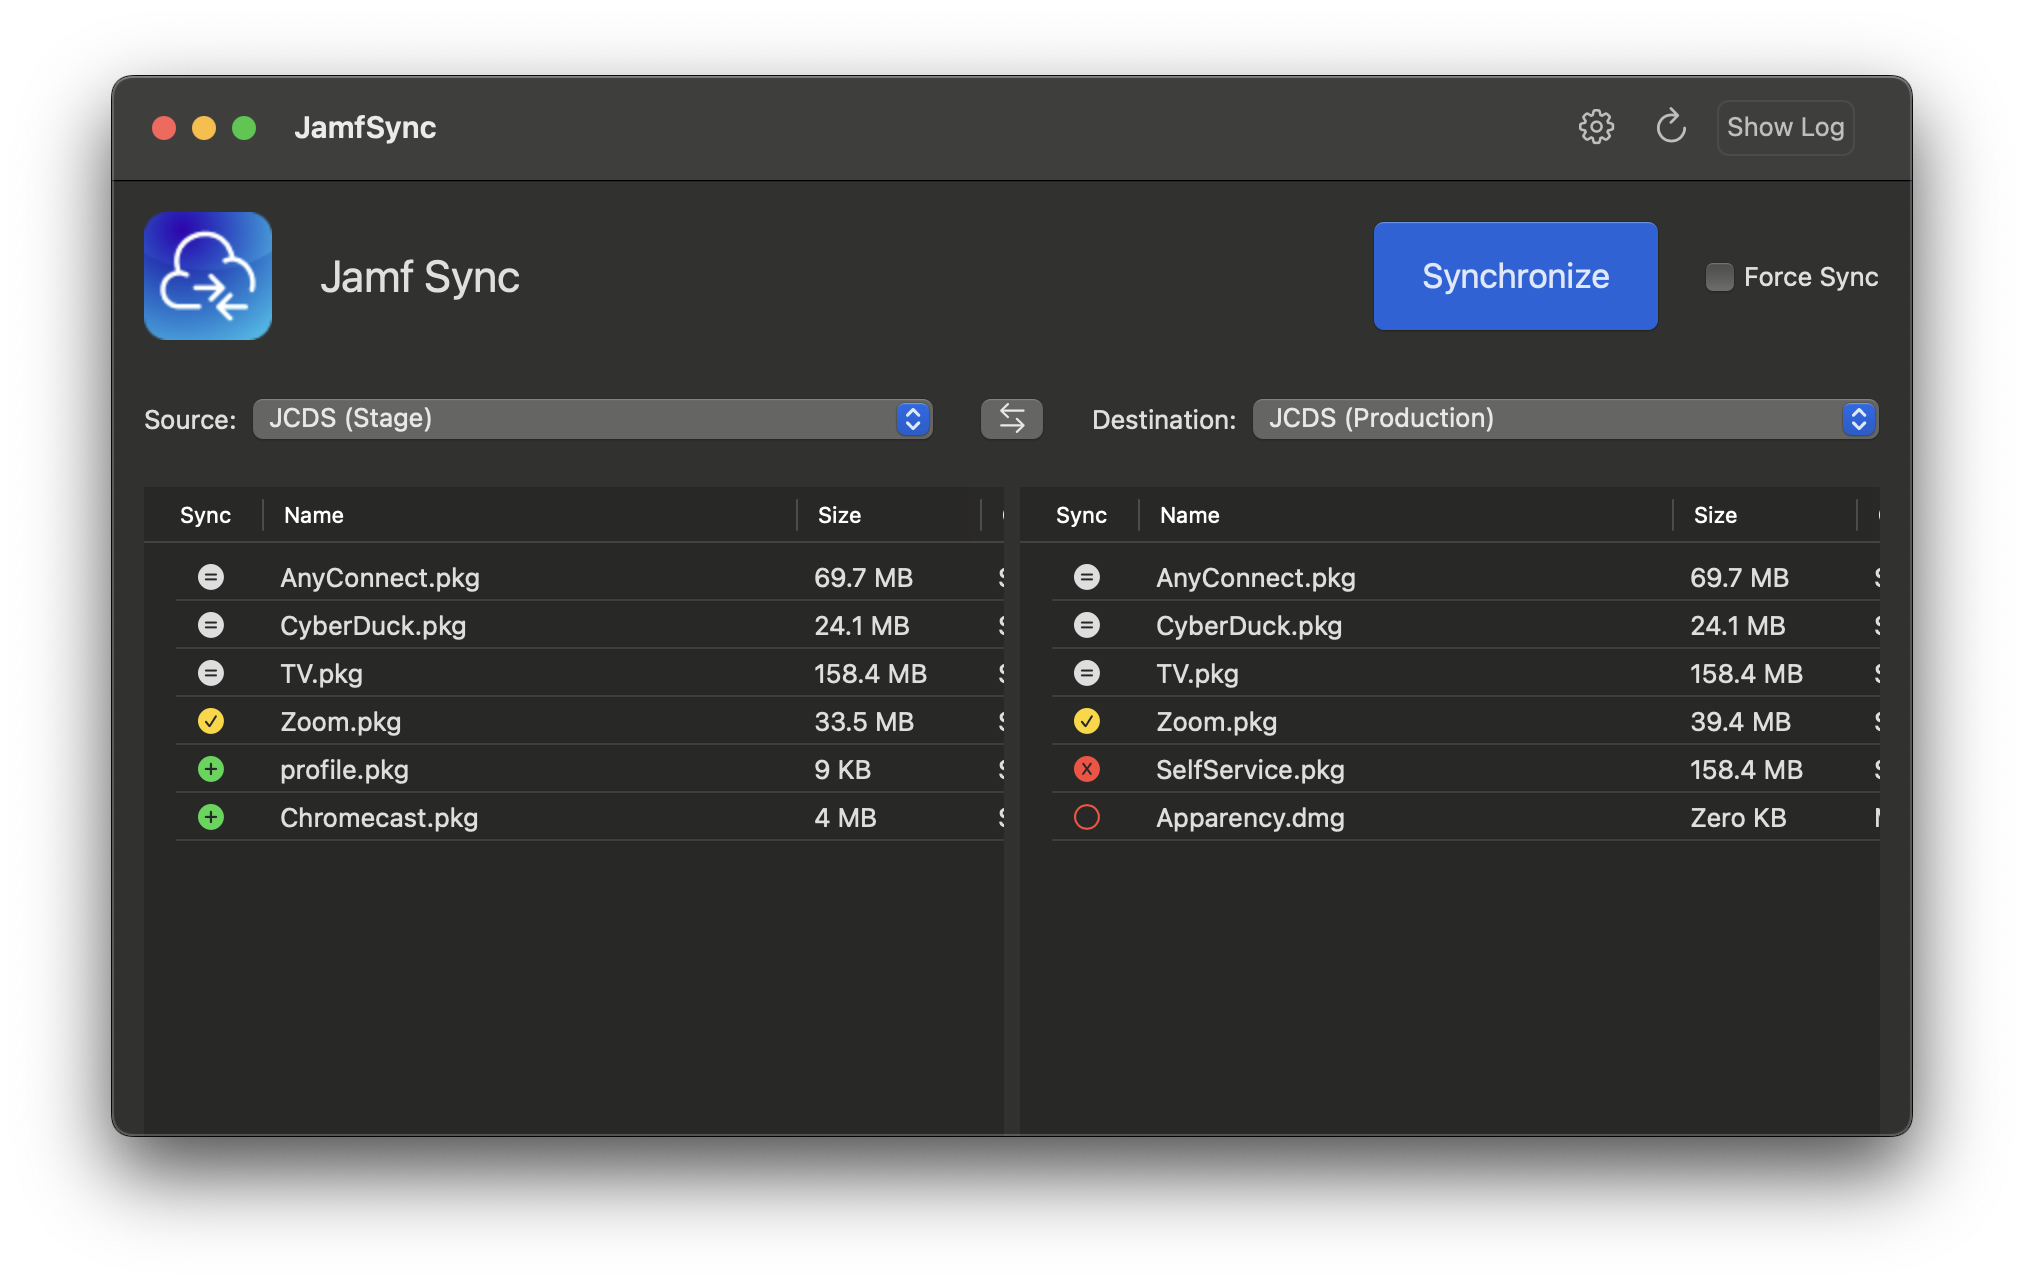 JamfSync
Show Log
Jamf Sync
Synchronize
Force Sync
Source: JCDS (Stage)
Destination: JCDS (Production)
Sync Name Size
AnyConnect.pkg 69.7 MB
CyberDuck.pkg 24.1 MB
TV.pkg 158.4 MB
Zoom.pkg 33.5 MB
profile.pkg 9 KB
Chromecast.pkg 4 MB
Sync Name Size
AnyConnect.pkg 69.7 MB
CyberDuck.pkg 24.1 MB
TV.pkg 158.4 MB
Zoom.pkg 39.4 MB
SelfService.pkg 158.4 MB
Apparency.dmg Zero KB